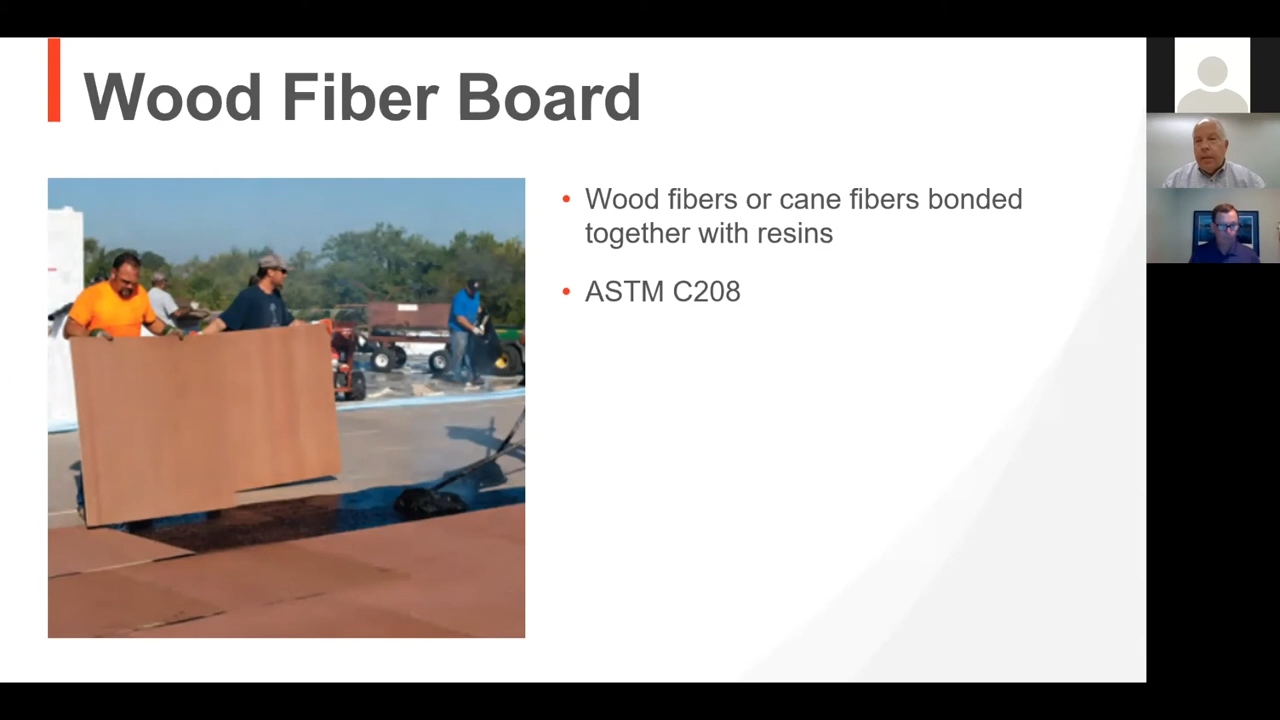 Wood Fiber Board
Wood fibers or cane fibers bonded
together with resins
ASTM C208